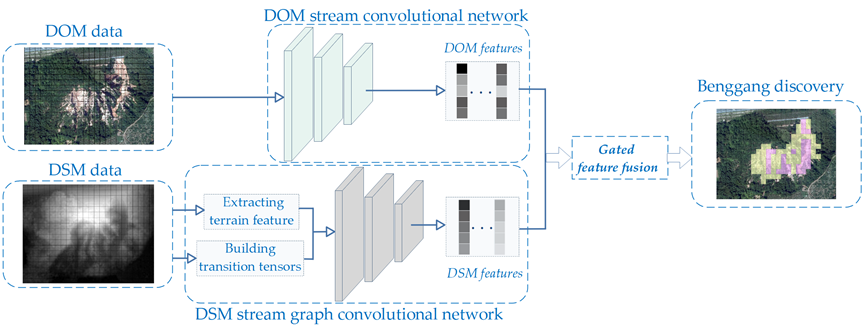 DOM data
DOM stream convolutional network
DOM features
DSM data
Extracting
terrain feature
Building
transition tensors
DSM features
DSM stream graph convolutional network
Gated
feature fusion
Benggang discovery